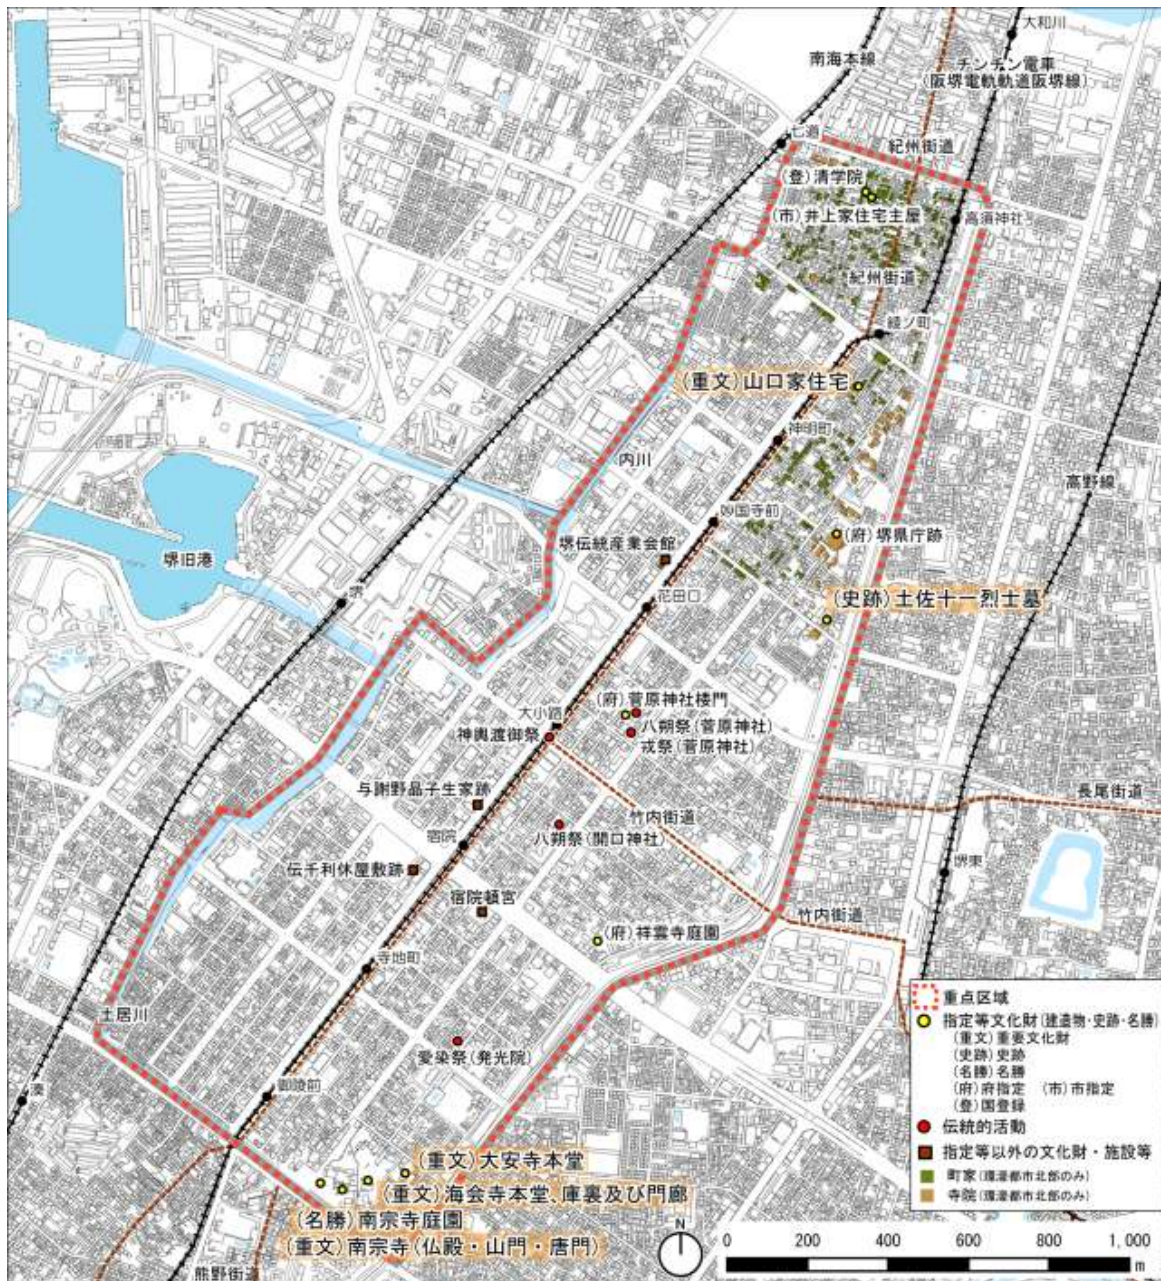 大和川
南海本線
チンチン電車
(阪堺電軌軌道阪堺線)
七道
紀州街道
(登)清学院
(市)井上家住宅主屋
高須神社
紀州街道
綾ノ町
(重文)山口家住宅
神明町
内川
高野線
妙国寺前
(府)堺県庁跡
堺伝統産業会館
堺旧港
堺
花田口
(史跡)土佐十一烈士墓
(府)菅原神社楼門
大小路
神輿渡御祭
八朔祭(菅原神社)
戎祭(菅原神社)
与謝野晶子生家跡
長尾街道
竹内街道
八朔祭(開口神社)
宿院
堺東
伝千利休屋敷跡
宿院頓宮
竹内街道
(府)祥雲寺庭園
寺地町
土居川
愛染祭(発光院)
湊
御陵前
(重文)大安寺本堂
(重文)海会寺本堂、庫裏及び門廊
(名勝)南宗寺庭園
(重文)南宗寺(仏殿・山門・唐門)
熊野街道
重点区域
指定等文化財(建造物・史跡・名勝)
(重文)重要文化財
(史跡)史跡
(名勝)名勝
(府)府指定 (市)市指定
(登)国登録
伝統的活動
指定等以外の文化財・施設等
町家(環濠都市北部のみ)
寺院(環濠都市北部のみ)
N
0 200 400 600 800 1,000
m